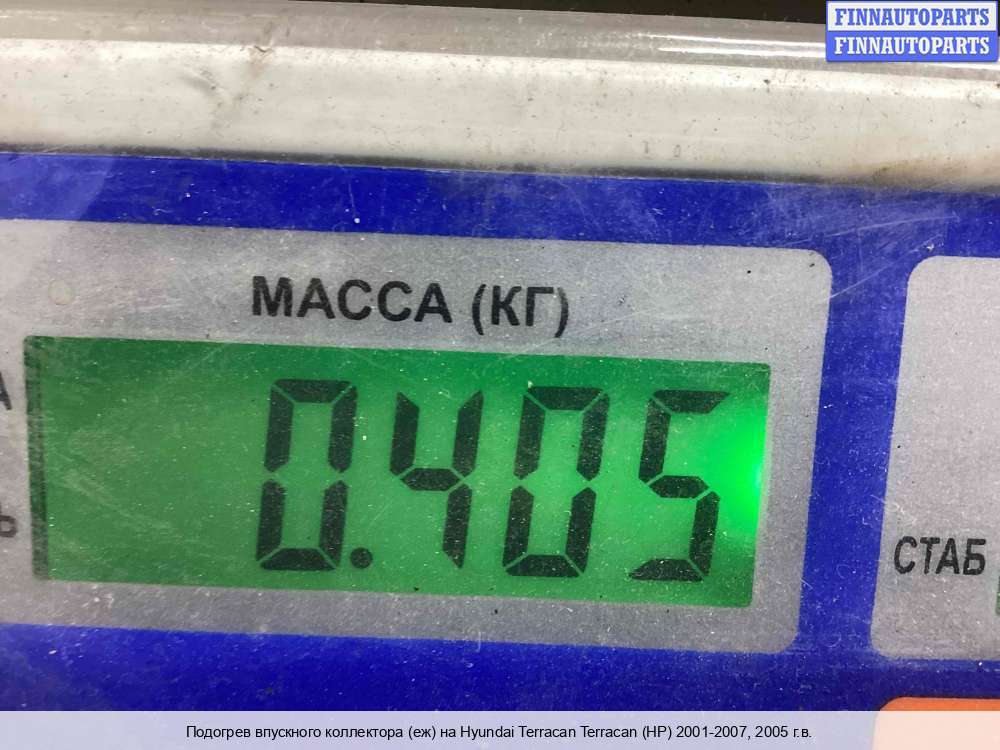 FINNAUTOPARTS
FINNAUTOPARTS
МАССА (КГ)
0.405
СТАБ
Подогрев впускного коллектора (еж) на Hyundai Terracan Terracan (HP) 2001-2007, 2005 г.в.